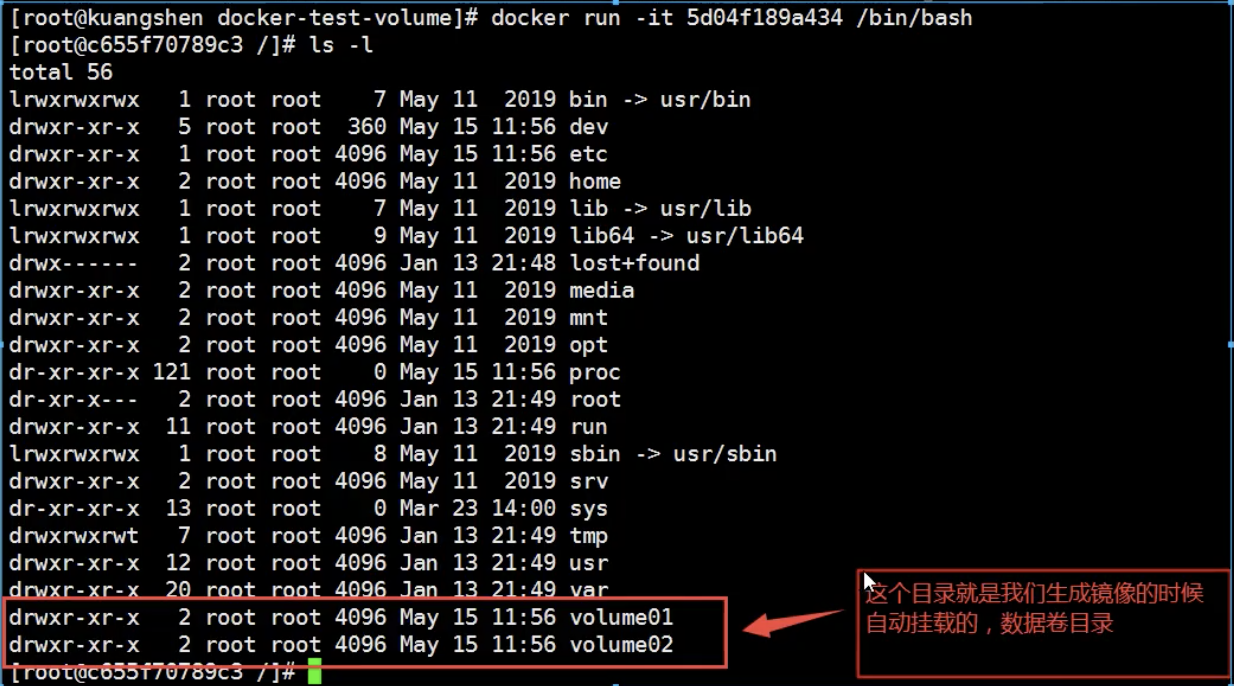 [root@kuangshen docker-test-volume]# docker run -it 5d04f189a434 /bin/bash
[root@c655f70789c3 /]# ls -l
total 56
lrwxrwxrwx   1 root root    7 May 11  2019 bin -> usr/bin
drwxr-xr-x   5 root root  360 May 15 11:56 dev
drwxr-xr-x   1 root root 4096 May 15 11:56 etc
drwxr-xr-x   2 root root 4096 May 11  2019 home
lrwxrwxrwx   1 root root    7 May 11  2019 lib -> usr/lib
lrwxrwxrwx   1 root root    9 May 11  2019 lib64 -> usr/lib64
drwx------   2 root root 4096 Jan 13 21:48 lost+found
drwxr-xr-x   2 root root 4096 May 11  2019 media
drwxr-xr-x   2 root root 4096 May 11  2019 mnt
drwxr-xr-x   2 root root 4096 May 11  2019 opt
dr-xr-xr-x 121 root root    0 May 15 11:56 proc
dr-xr-x---   2 root root 4096 Jan 13 21:49 root
drwxr-xr-x  11 root root 4096 Jan 13 21:49 run
lrwxrwxrwx   1 root root    8 May 11  2019 sbin -> usr/sbin
drwxr-xr-x   2 root root 4096 May 11  2019 srv
dr-xr-xr-x  13 root root    0 Mar 23 14:00 sys
drwxrwxrwt   7 root root 4096 Jan 13 21:49 tmp
drwxr-xr-x  12 root root 4096 Jan 13 21:49 usr
drwxr-xr-x  20 root root 4096 Jan 13 21:49 var
drwxr-xr-x   2 root root 4096 May 15 11:56 volume01
drwxr-xr-x   2 root root 4096 May 15 11:56 volume02
[root@c655f70789c3 /]#
这个目录就是我们生成镜像的时候
自动挂载的，数据卷目录